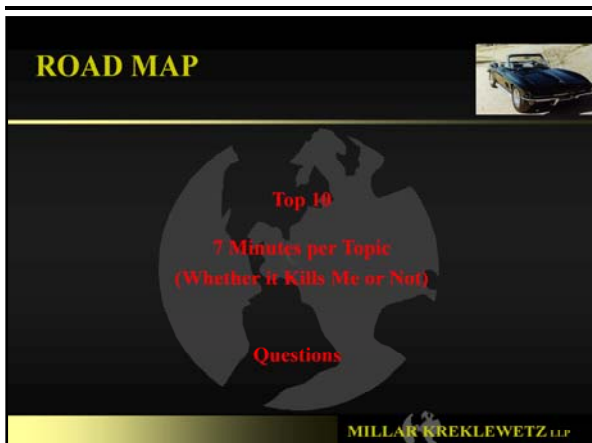 ROAD MAP
Top 10
7 Minutes per Topic
(Whether it Kills Me or Not)
Questions
MILLAR KREKLEWETZ LLP